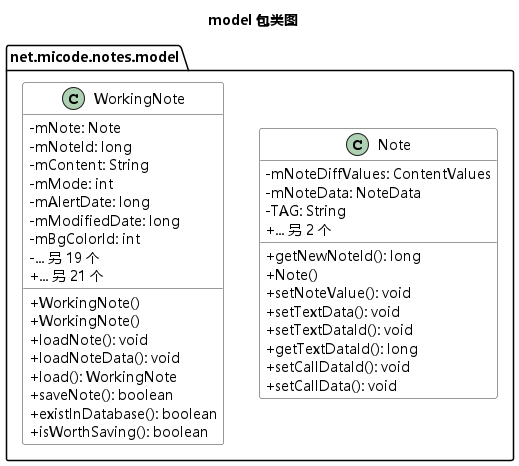 model 包类图
net.micode.notes.model
C WorkingNote
-mNote: Note
-mNoteId: long
-mContent: String
-mMode: int
-mAlertDate: long
-mModifiedDate: long
-mBgColorId: int
-... 另 19 个
+... 另 21 个
+WorkingNote()
+WorkingNote()
+loadNote(): void
+loadNoteData(): void
+load(): WorkingNote
+saveNote(): boolean
+existInDatabase(): boolean
+isWorthSaving(): boolean
C Note
-mNoteDiffValues: ContentValues
-mNoteData: NoteData
-TAG: String
+... 另 2 个
+getNewNoteId(): long
+Note()
+setNoteValue(): void
+setTextData(): void
+setTextDataId(): void
+getTextDataId(): long
+setCallDataId(): void
+setCallData(): void